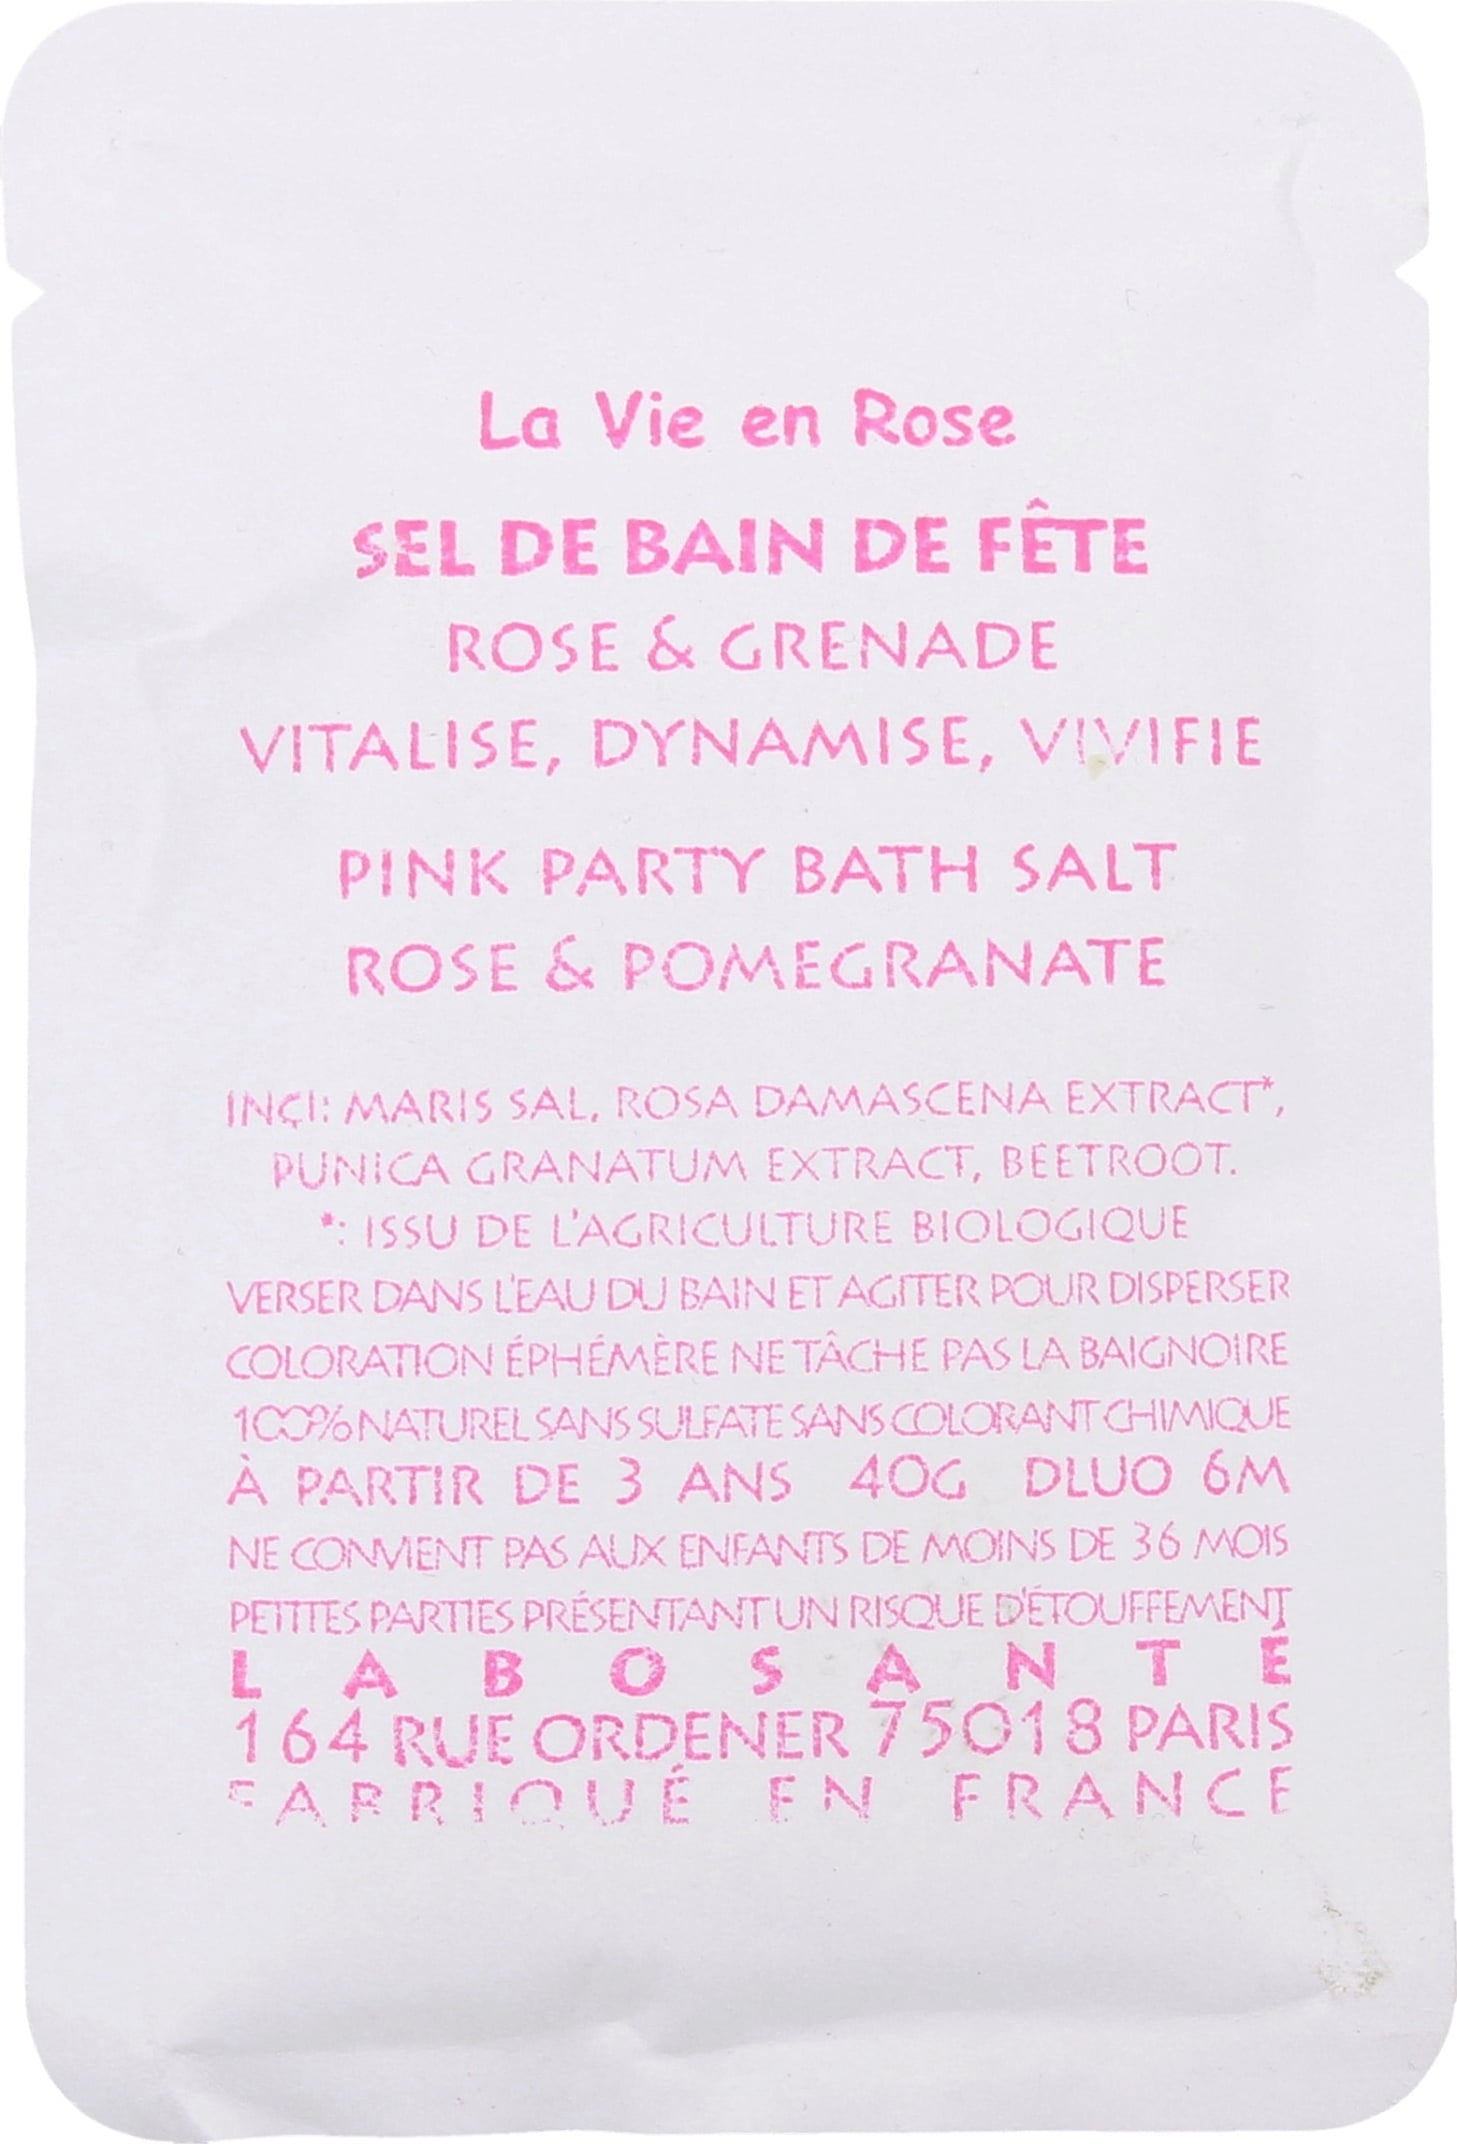 La Vie en Rose
SEL DE BAIN DE FÊTE
ROSE & GRENADE
VITALISE, DYNAMISE, VIVIFIE
PINK PARTY BATH SALT
ROSE & POMEGRANATE
INÇI: MARIS SAL, ROSA DAMASCENA EXTRACT*,
PUNICA GRANATUM EXTRACT, BEETROOT.
*: ISSU DE L'AGRICULTURE BIOLOGIQUE
VERSER DANS L'EAU DU BAIN ET AGITER POUR DISPERSER
COLORATION ÉPHÉMÈRE NE TÂCHE PAS LA BAIGNOIRE
100% NATUREL SANS SULFATE SANS COLORANT CHIMIQUE
À PARTIR DE 3 ANS 40G DLUO 6M
NE CONVIENT PAS AUX ENFANTS DE MOINS DE 36 MOIS
PETITES PARTIES PRÉSENTANT UN RISQUE D'ÉTOUFFEMENT
LABOSANTÉ
164 RUE ORDENER 75018 PARIS
FABRIQUÉ EN FRANCE